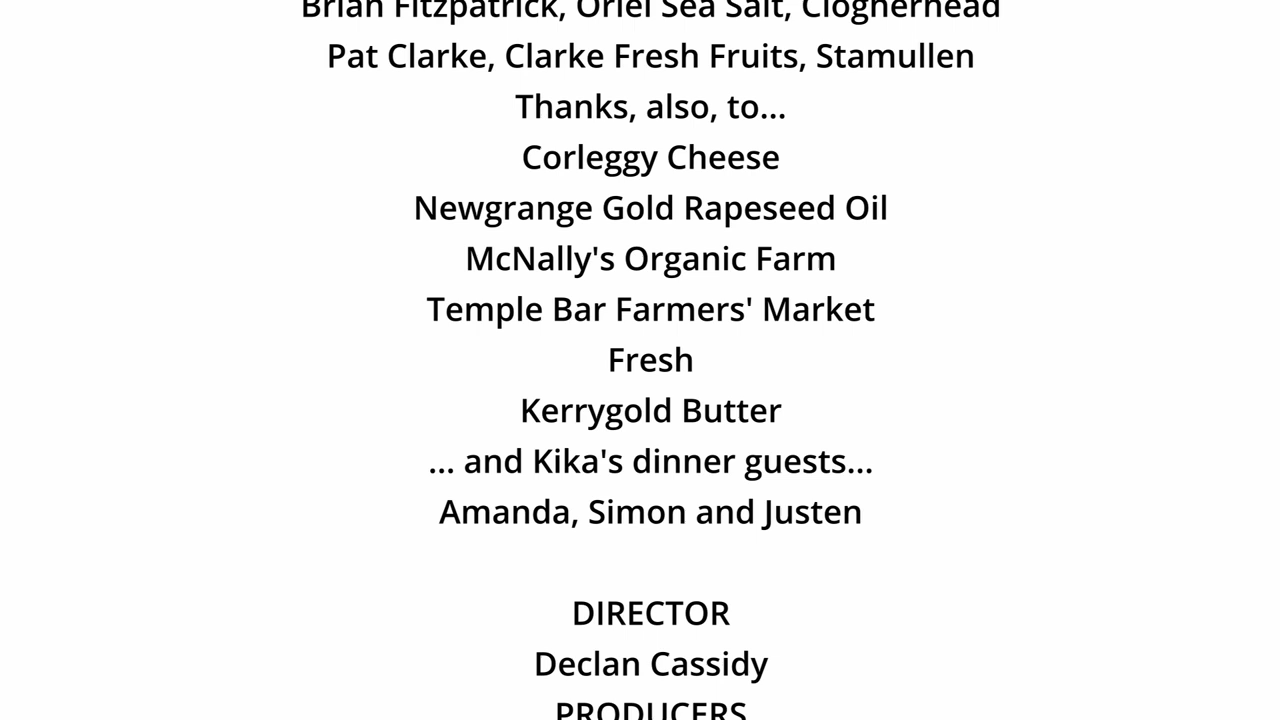 Brian Fitzpatrick, Oriel Sea Salt, Clogherhead
Pat Clarke, Clarke Fresh Fruits, Stamullen
Thanks, also, to...
Corleggy Cheese
Newgrange Gold Rapeseed Oil
McNally's Organic Farm
Temple Bar Farmers' Market
Fresh
Kerrygold Butter
... and Kika's dinner guests...
Amanda, Simon and Justen
DIRECTOR
Declan Cassidy
PRODUCERS